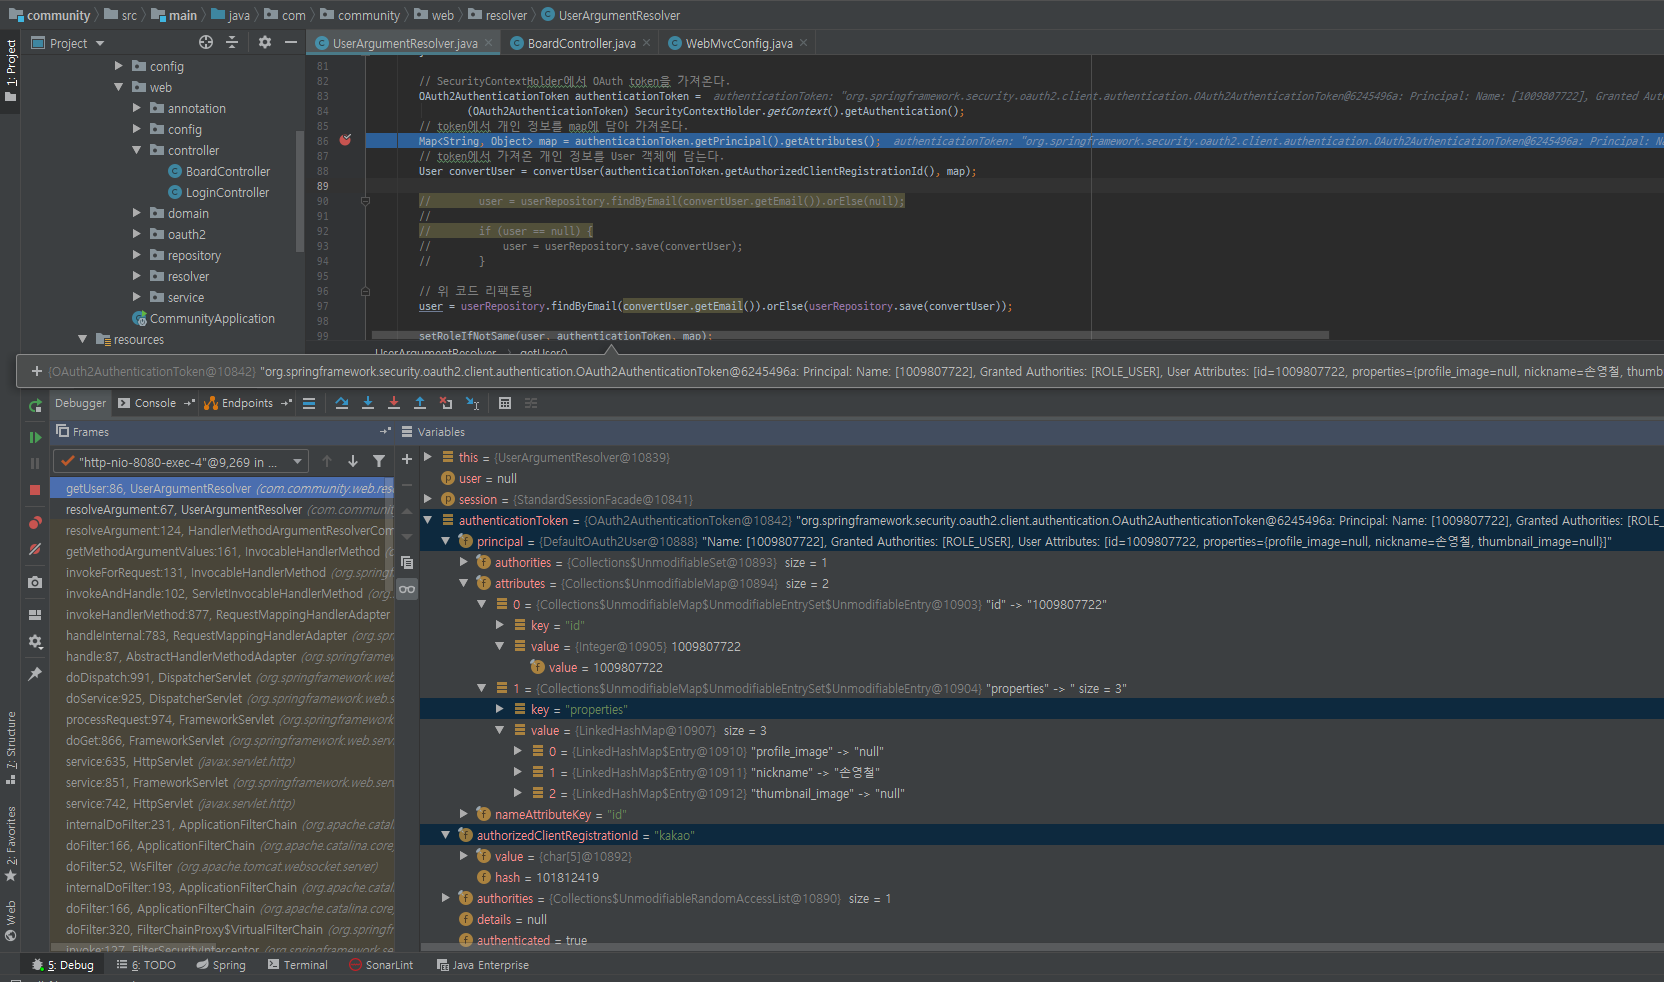 community src main java com community web resolver UserArgumentResolver
1: Project
Project
UserArgumentResolver.java BoardController.java WebMvcConfig.java
config
web
annotation
config
controller
BoardController
LoginController
domain
oauth2
repository
resolver
service
CommunityApplication
resources
81
82 // SecurityContextHolder에서 OAuth token을 가져온다.
83 OAuth2AuthenticationToken authenticationToken = authenticationToken: "org.springframework.security.oauth2.client.authentication.OAuth2AuthenticationToken@6245496a: Principal: Name: [1009807722], Granted Aut
84 (OAuth2AuthenticationToken) SecurityContextHolder.getContext().getAuthentication();
85 // token에서 개인 정보를 map에 담아 가져온다.
86 Map<String, Object> map = authenticationToken.getPrincipal().getAttributes(); authenticationToken: "org.springframework.security.oauth2.client.authentication.OAuth2AuthenticationToken@6245496a: Principal: N
87 // token에서 가져온 개인 정보를 User 객체에 담는다.
88 User convertUser = convertUser(authenticationToken.getAuthorizedClientRegistrationId(), map);
89
90 // user = userRepository.findByEmail(convertUser.getEmail()).orElse(null);
91 //
92 // if (user == null) {
93 // user = userRepository.save(convertUser);
94 // }
95
96 // 위 코드 리팩토링
97 user = userRepository.findByEmail(convertUser.getEmail()).orElse(userRepository.save(convertUser));
98
99 setRoleIfNotSame(user, authenticationToken, map);
UserArgumentResolver getUser()
{OAuth2AuthenticationToken@10842} "org.springframework.security.oauth2.client.authentication.OAuth2AuthenticationToken@6245496a: Principal: Name: [1009807722], Granted Authorities: [ROLE_USER], User Attributes: [id=1009807722, properties={profile_image=null, nickname=손영철, thumb
Debugger Console Endpoints
Frames
"http-nio-8080-exec-4"@9,269 in ...
getUser:86, UserArgumentResolver (com.community.web.res
resolveArgument:67, UserArgumentResolver (com.communit
resolveArgument:124, HandlerMethodArgumentResolverCom
getMethodArgumentValues:161, InvocableHandlerMethod (
invokeForRequest:131, InvocableHandlerMethod (org.spring
invokeAndHandle:102, ServletInvocableHandlerMethod (org.
invokeHandlerMethod:877, RequestMappingHandlerAdapter
handleInternal:783, RequestMappingHandlerAdapter (org.spr
handle:87, AbstractHandlerMethodAdapter (org.springframew
doDispatch:991, DispatcherServlet (org.springframework.web
doService:925, DispatcherServlet (org.springframework.web.s
processRequest:974, FrameworkServlet (org.springframework
doGet:866, FrameworkServlet (org.springframework.web.serv
service:635, HttpServlet (javax.servlet.http)
service:851, FrameworkServlet (org.springframework.web.ser
service:742, HttpServlet (javax.servlet.http)
internalDoFilter:231, ApplicationFilterChain (org.apache.catal
doFilter:166, ApplicationFilterChain (org.apache.catalina.core
doFilter:52, WsFilter (org.apache.tomcat.websocket.server)
internalDoFilter:193, ApplicationFilterChain (org.apache.catal
doFilter:166, ApplicationFilterChain (org.apache.catalina.core
doFilter:320, FilterChainProxy$VirtualFilterChain (org.springfr
invoke:127, FilterSecurityInterceptor (org.springframework.se
Variables
this = {UserArgumentResolver@10839}
user = null
session = {StandardSessionFacade@10841}
authenticationToken = {OAuth2AuthenticationToken@10842} "org.springframework.security.oauth2.client.authentication.OAuth2AuthenticationToken@6245496a: Principal: Name: [1009807722], Granted Authorities: [ROLE_
principal = {DefaultOAuth2User@10888} "Name: [1009807722], Granted Authorities: [ROLE_USER], User Attributes: [id=1009807722, properties={profile_image=null, nickname=손영철, thumbnail_image=null}]"
authorities = {Collections$UnmodifiableSet@10893} size = 1
attributes = {Collections$UnmodifiableMap@10894} size = 2
0 = {Collections$UnmodifiableMap$UnmodifiableEntrySet$UnmodifiableEntry@10903} "id" -> "1009807722"
key = "id"
value = {Integer@10905} 1009807722
value = 1009807722
1 = {Collections$UnmodifiableMap$UnmodifiableEntrySet$UnmodifiableEntry@10904} "properties" -> " size = 3"
key = "properties"
value = {LinkedHashMap@10907} size = 3
0 = {LinkedHashMap$Entry@10910} "profile_image" -> "null"
1 = {LinkedHashMap$Entry@10911} "nickname" -> "손영철"
2 = {LinkedHashMap$Entry@10912} "thumbnail_image" -> "null"
nameAttributeKey = "id"
authorizedClientRegistrationId = "kakao"
value = {char[5]@10892}
hash = 101812419
authorities = {Collections$UnmodifiableRandomAccessList@10890} size = 1
details = null
authenticated = true
7: Structure
2: Favorites
Web
5: Debug 6: TODO Spring Terminal SonarLint Java Enterprise